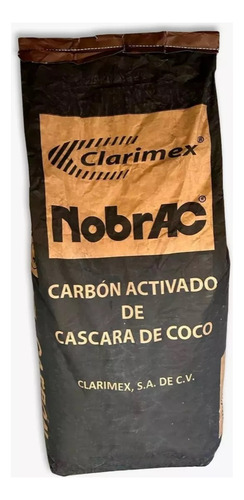 Clarimex®
NobrAC®
CARBÓN ACTIVADO
DE
CASCARA DE COCO
CLARIMEX, S.A. DE C.V.